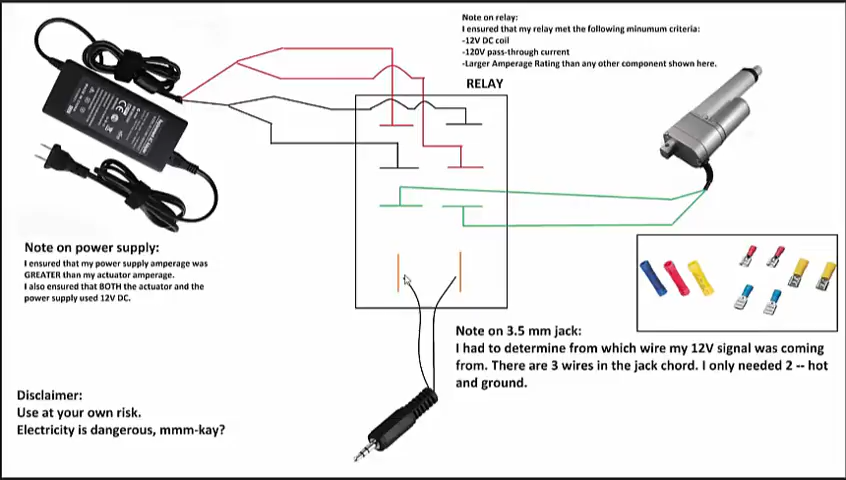 Note on relay:
I ensured that my relay met the following minumum criteria:
-12V DC coil
-120V pass-through current
-Larger Amperage Rating than any other component shown here.
RELAY
Note on power supply:
I ensured that my power supply amperage was
GREATER than my actuator amperage.
I also ensured that BOTH the actuator and the
power supply used 12V DC.
Note on 3.5 mm jack:
I had to determine from which wire my 12V signal was coming
from. There are 3 wires in the jack chord. I only needed 2 -- hot
and ground.
Disclaimer:
Use at your own risk.
Electricity is dangerous, mmm-kay?